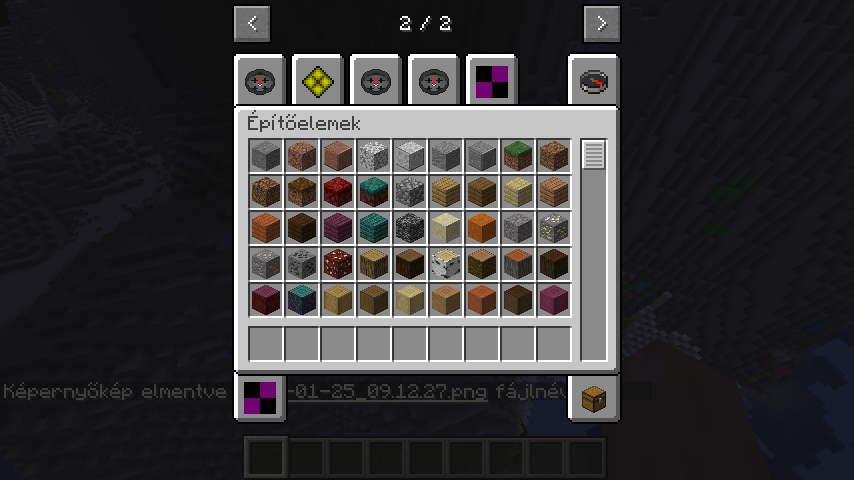 < 2 / 2 >
Építőelemek
Képernyőkép elmentve -01-25_09.12.27.png fájlnév